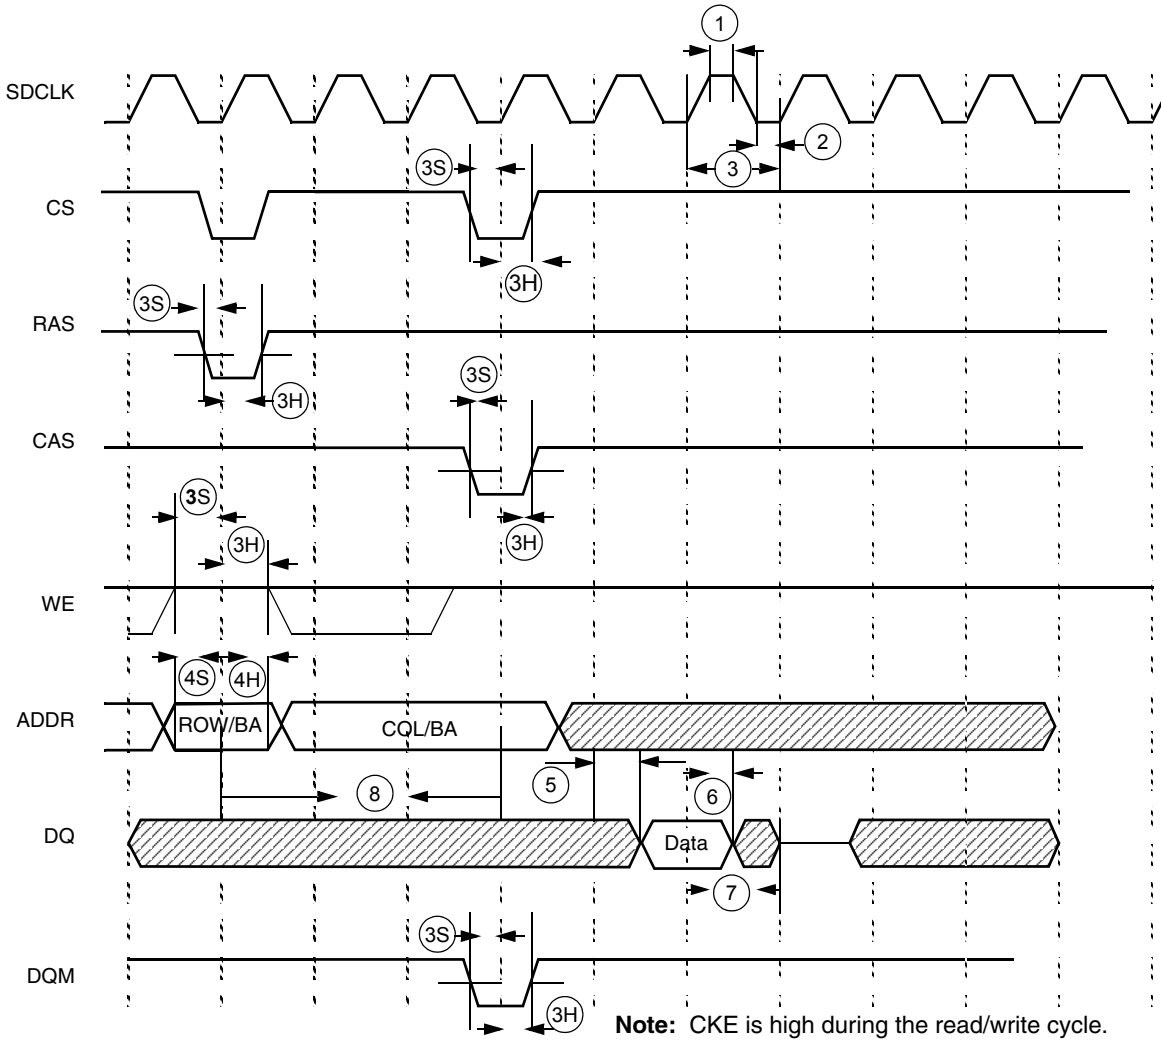 1
SDCLK
2
3S
3
CS
3H
3S
RAS
3S
3H
CAS
3S
3H
3H
WE
4S
4H
ADDR
ROW/BA
COL/BA
5
8
6
DQ
Data
7
3S
DQM
3H
Note: CKE is high during the read/write cycle.